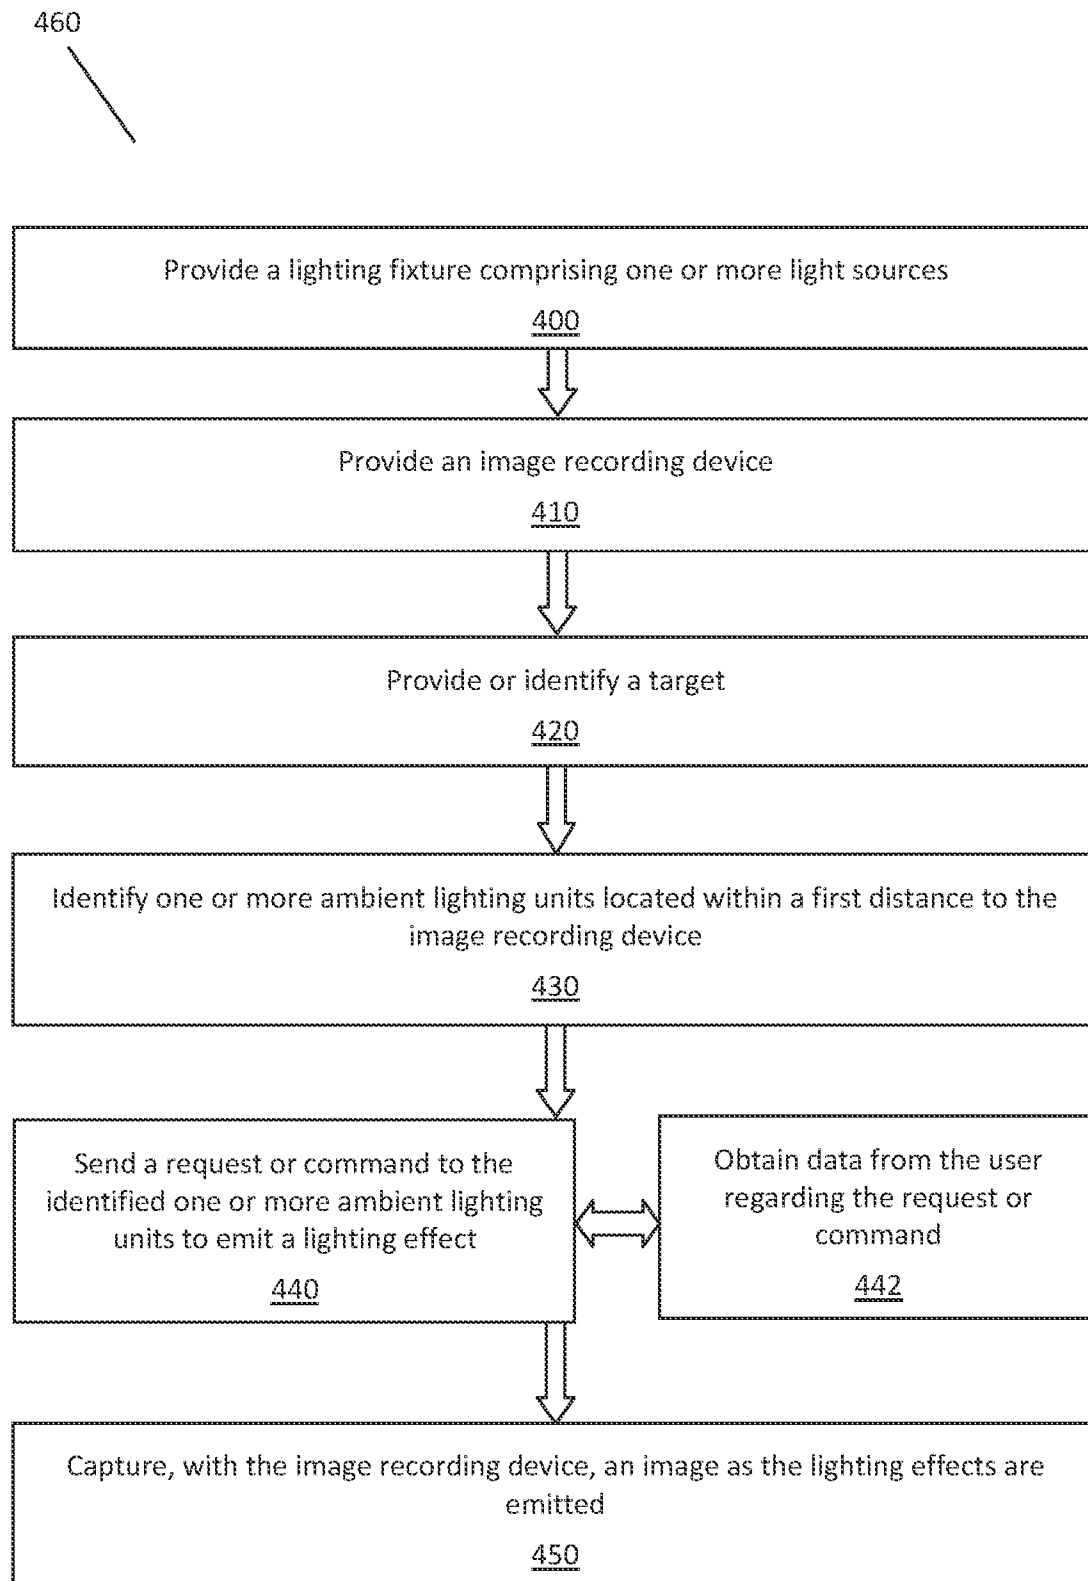 460
Provide a lighting fixture comprising one or more light sources
400
Provide an image recording device
410
Provide or identify a target
420
Identify one or more ambient lighting units located within a first distance to the
image recording device
430
Send a request or command to the
identified one or more ambient lighting
units to emit a lighting effect
440
Obtain data from the user
regarding the request or
command
442
Capture, with the image recording device, an image as the lighting effects are
emitted
450